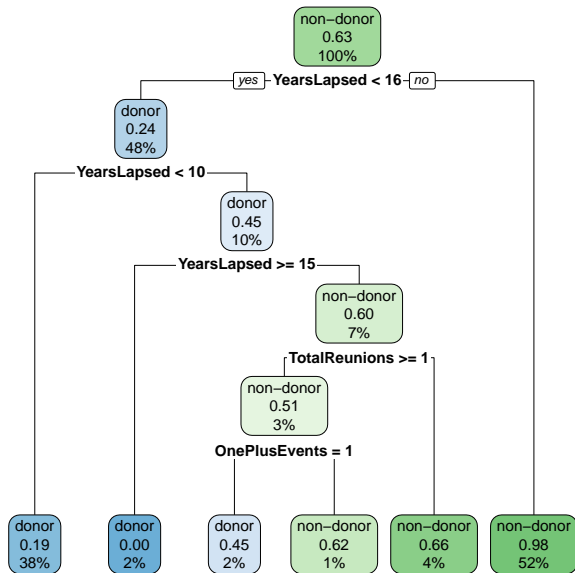 non−donor
0.63
100%
yes YearsLapsed < 16 no
donor
0.24
48%
YearsLapsed < 10
donor
0.45
10%
YearsLapsed >= 15
non−donor
0.60
7%
TotalReunions >= 1
non−donor
0.51
3%
OnePlusEvents = 1
donor
0.19
38%
donor
0.00
2%
donor
0.45
2%
non−donor
0.62
1%
non−donor
0.66
4%
non−donor
0.98
52%